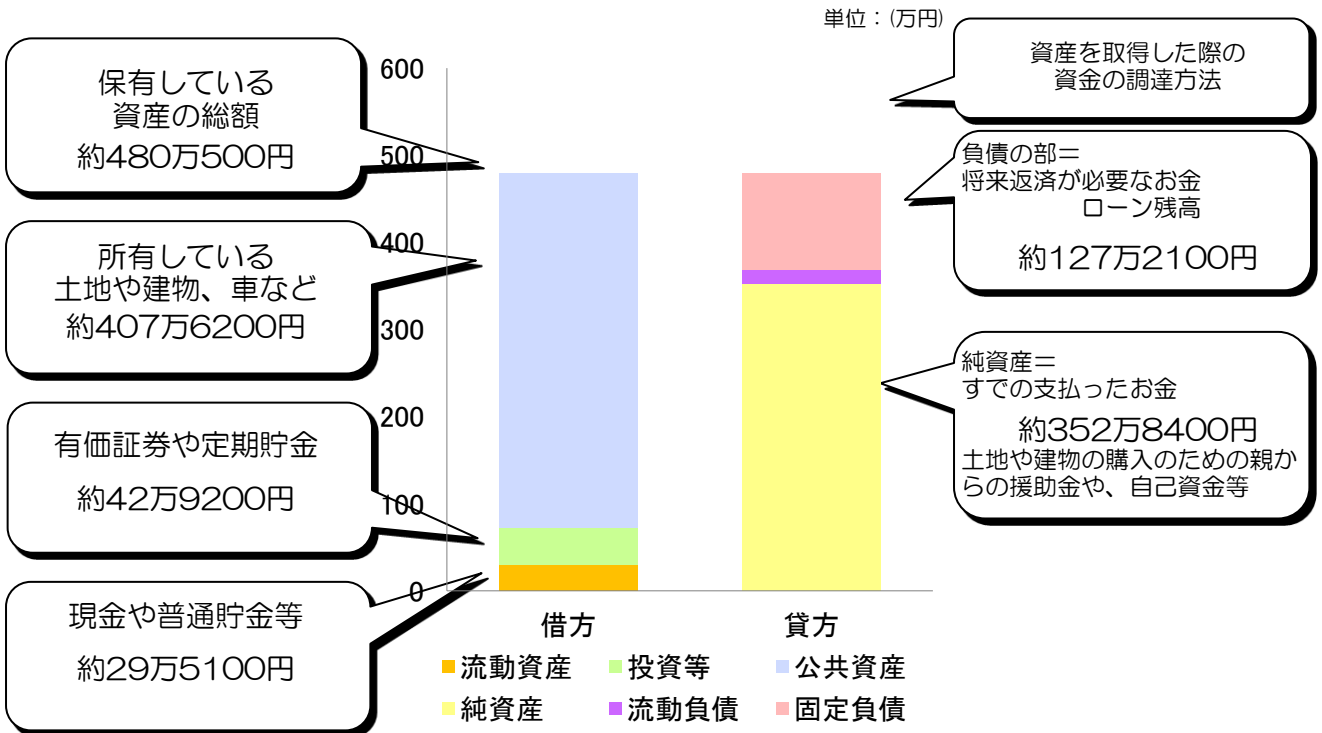 単位：(万円)
保有している
資産の総額
約480万500円
所有している
土地や建物、車など
約407万6200円
有価証券や定期貯金
約42万9200円
現金や普通貯金等
約29万5100円
600
500
400
300
200
100
0
借方
貸方
流動資産
投資等
公共資産
純資産
流動負債
固定負債
資産を取得した際の
資金の調達方法
負債の部＝
将来返済が必要なお金
ローン残高
約127万2100円
純資産＝
すでの支払ったお金
約352万8400円
土地や建物の購入のための親か
らの援助金や、自己資金等